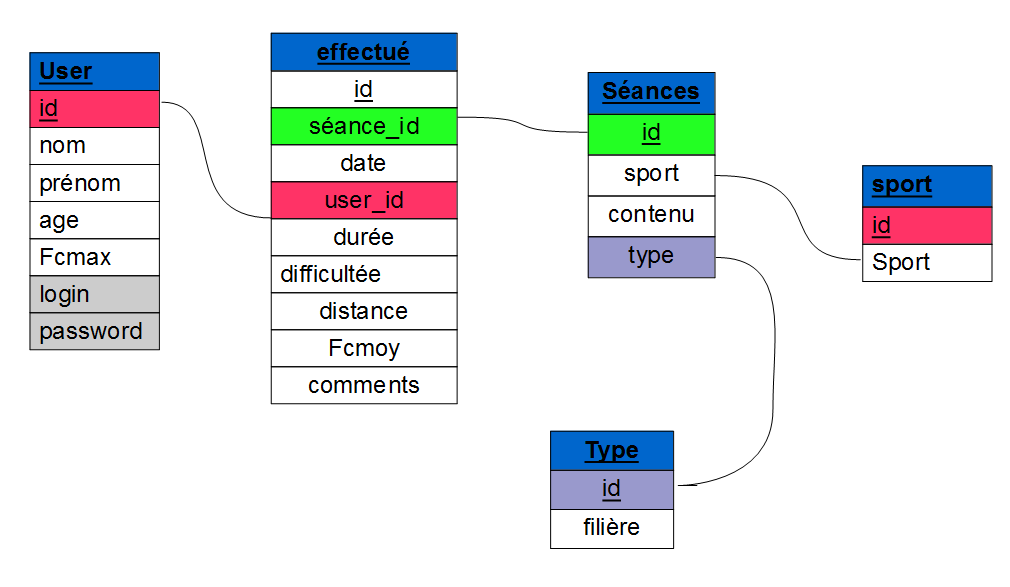 User
id
nom
prénom
age
Fcmax
login
password
effectué
id
séance_id
date
user_id
durée
difficultée
distance
Fcmoy
comments
Séances
id
sport
contenu
type
sport
id
Sport
Type
id
filière